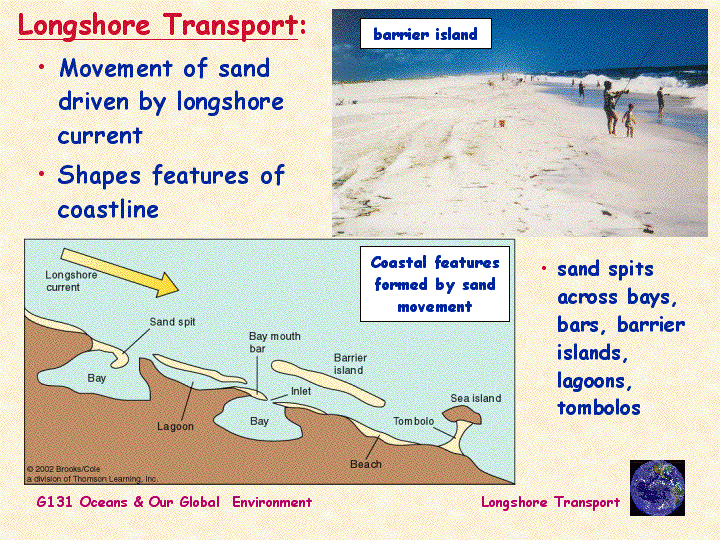 Longshore Transport:
• Movement of sand
driven by longshore
current
• Shapes features of
coastline
barrier island
Longshore
current
Coastal features
formed by sand
movement
Sand spit
Bay mouth
bar
Barrier
island
Bay
Inlet
Sea island
Lagoon
Bay
Tombolo
Beach
© 2002 Brooks/Cole
a division of Thomson Learning, Inc.
• sand spits
across bays,
bars, barrier
islands,
lagoons,
tombolos
G131 Oceans & Our Global Environment
Longshore Transport